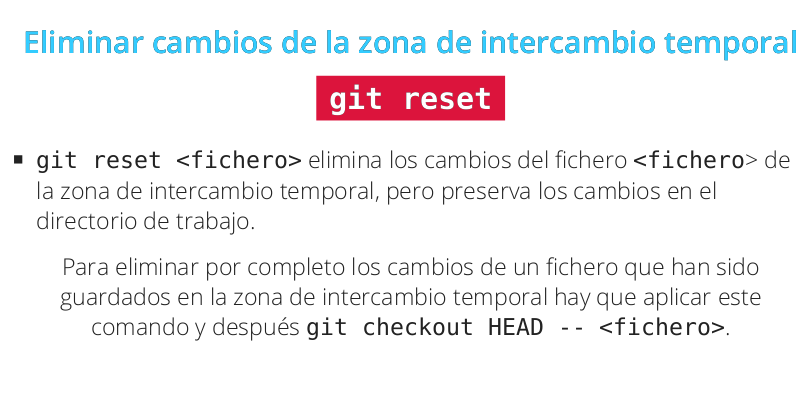 Eliminar cambios de la zona de intercambio temporal
git reset
▪ git reset <fichero> elimina los cambios del fichero <fichero> de
la zona de intercambio temporal, pero preserva los cambios en el
directorio de trabajo.
Para eliminar por completo los cambios de un fichero que han sido
guardados en la zona de intercambio temporal hay que aplicar este
comando y después git checkout HEAD -- <fichero>.